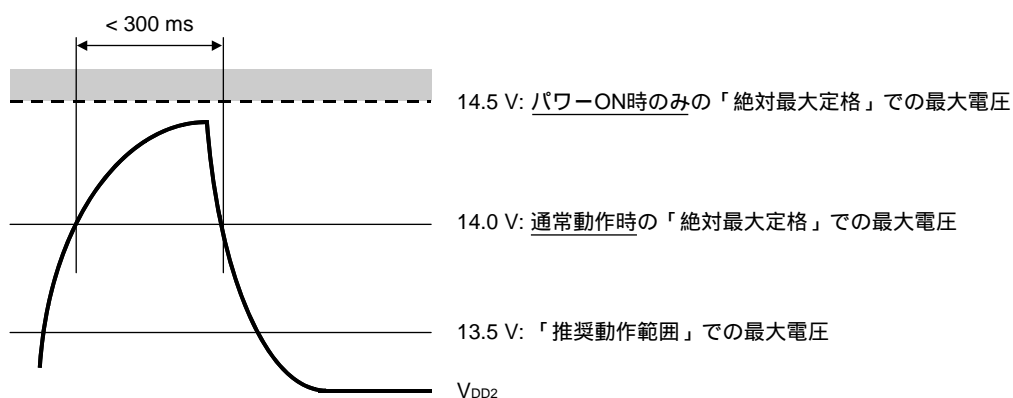 < 300 ms
14.5 V: パワーON時のみの「絶対最大定格」での最大電圧
14.0 V: 通常動作時の「絶対最大定格」での最大電圧
13.5 V: 「推奨動作範囲」での最大電圧
VDD2